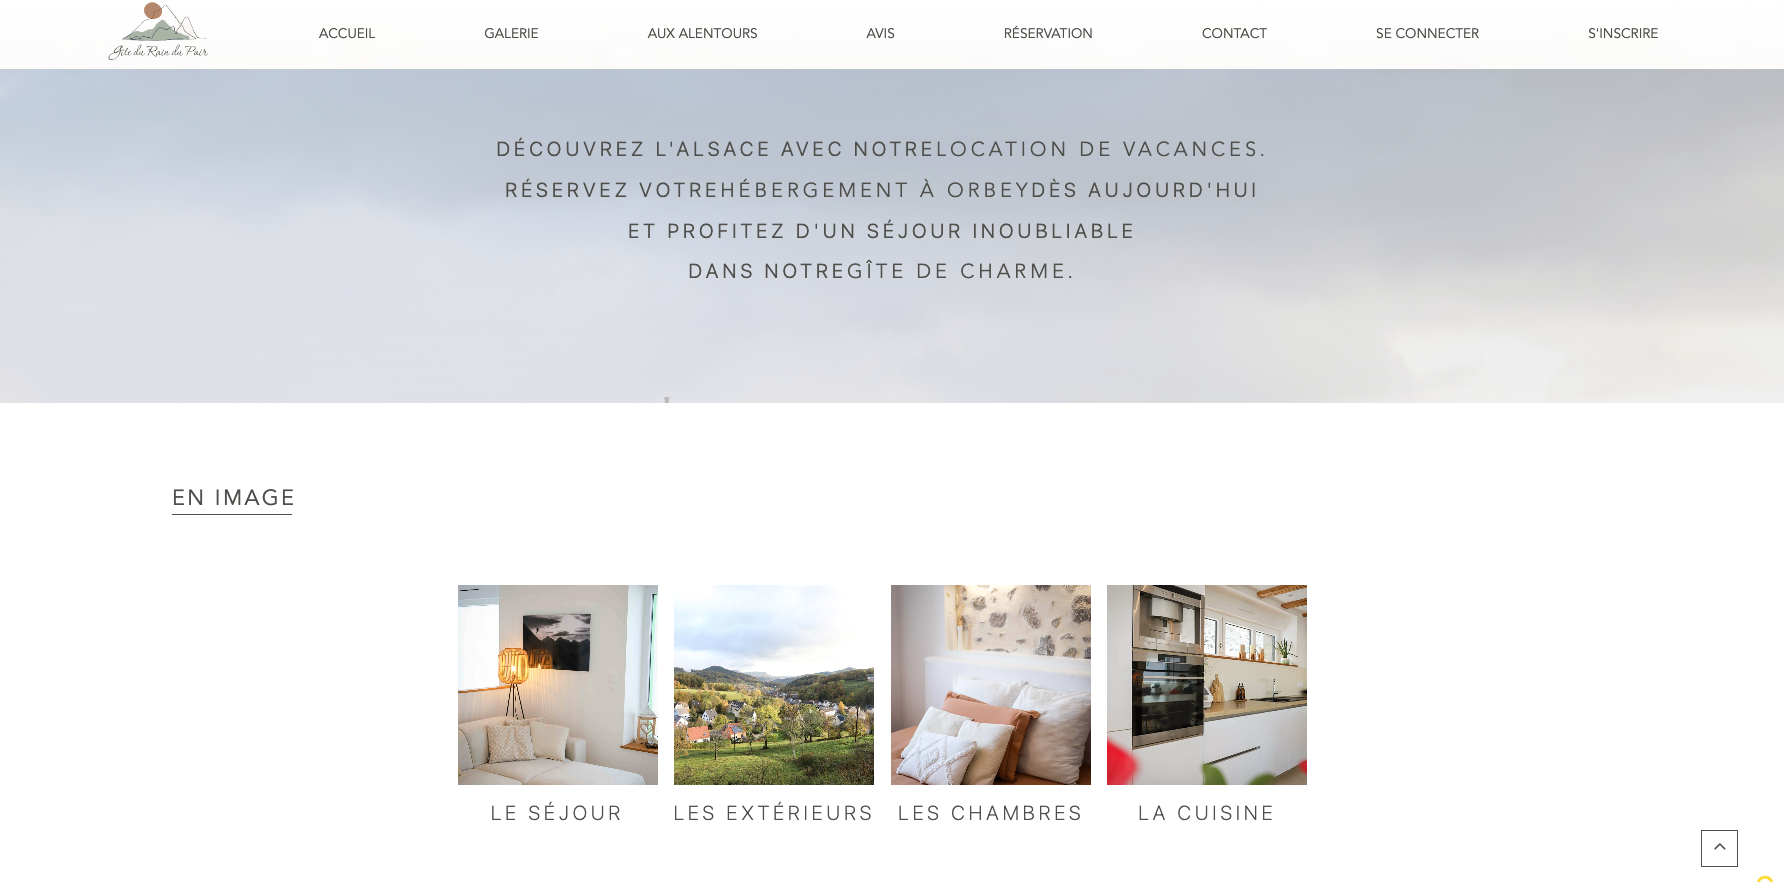 Gîte du Rain du Pair
ACCUEIL
GALERIE
AUX ALENTOURS
AVIS
RÉSERVATION
CONTACT
SE CONNECTER
S'INSCRIRE
DÉCOUVREZ L'ALSACE AVEC NOTRELOCATION DE VACANCES.
RÉSERVEZ VOTREHÉBERGEMENT À ORBEYDÈS AUJOURD'HUI
ET PROFITEZ D'UN SÉJOUR INOUBLIABLE
DANS NOTREGÎTE DE CHARME.
EN IMAGE
LE SÉJOUR
LES EXTÉRIEURS
LES CHAMBRES
LA CUISINE